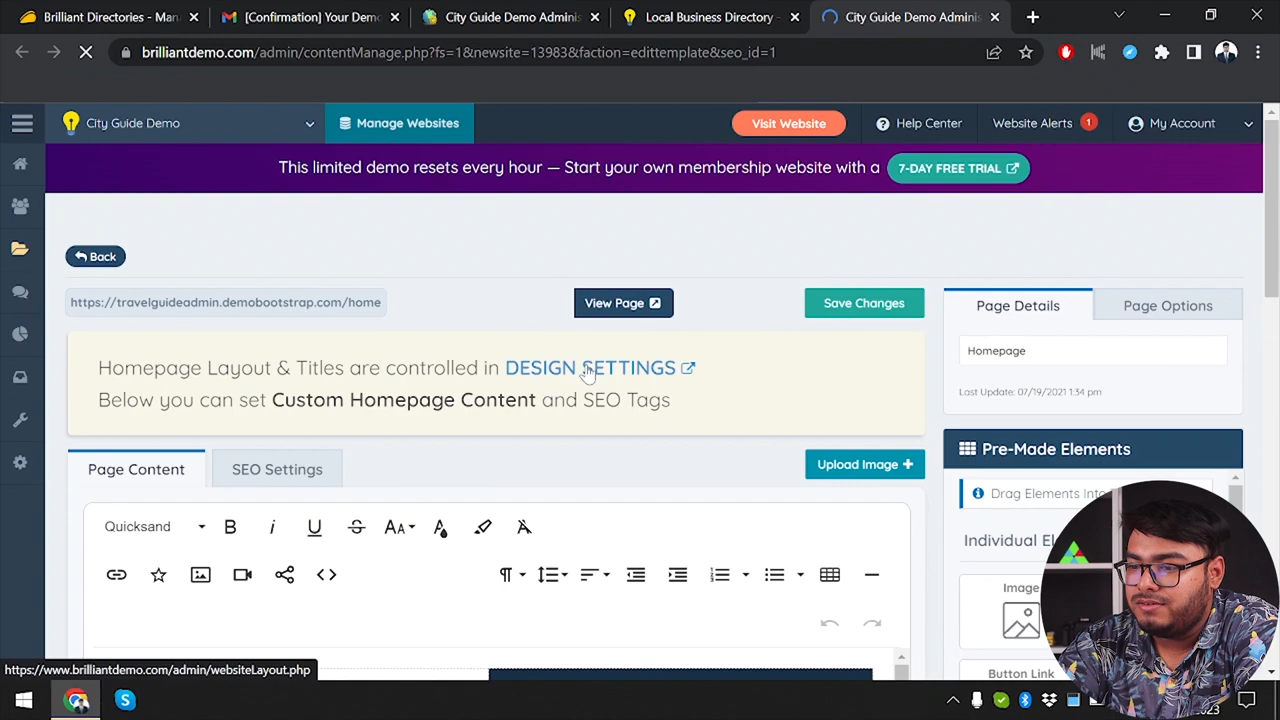 Brilliant Directories - Mana
[Confirmation] Your Demo
City Guide Demo Adminis
Local Business Directory -
City Guide Demo Adminis
brilliantdemo.com/admin/contentManage.php?fs=1&newsite=13983&faction=edittemplate&seo_id=1
City Guide Demo
Manage Websites
Visit Website
Help Center
Website Alerts 1
My Account
This limited demo resets every hour — Start your own membership website with a
7-DAY FREE TRIAL
Back
https://travelguideadmin.demobootstrap.com/home
View Page
Save Changes
Page Details
Page Options
Homepage Layout & Titles are controlled in DESIGN SETTINGS
Below you can set Custom Homepage Content and SEO Tags
Homepage
Last Update: 07/19/2021 1:34 pm
Pre-Made Elements
Page Content
SEO Settings
Upload Image +
Drag Elements
Quicksand
Individual
Image
Button Link
https://www.brilliantdemo.com/admin/websiteLayout.php